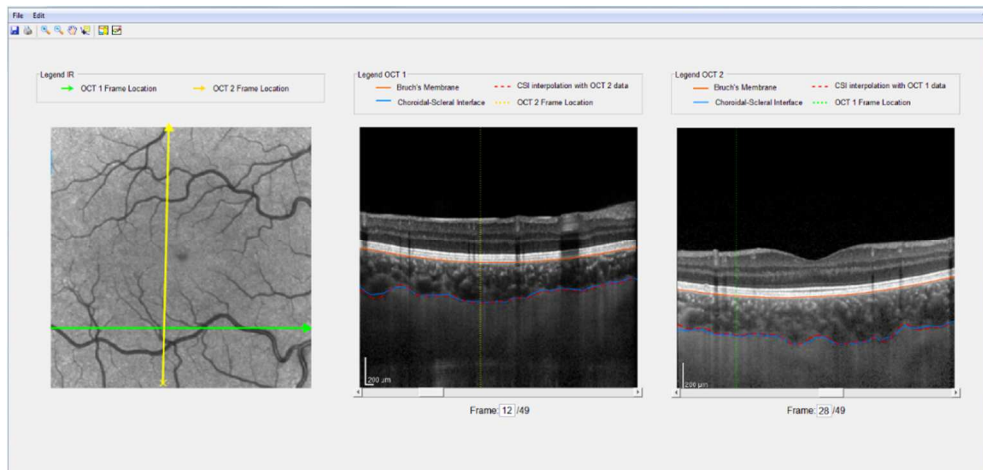 File Edit
Legend IR
OCT 1 Frame Location OCT 2 Frame Location
Legend OCT 1
Bruch's Membrane CSI interpolation with OCT 2 data
Choroidal-Scleral Interface OCT 2 Frame Location
Legend OCT 2
Bruch's Membrane CSI interpolation with OCT 1 data
Choroidal-Scleral Interface OCT 1 Frame Location
200 µm
200 µm
Frame: 12 /49
Frame: 28 /49